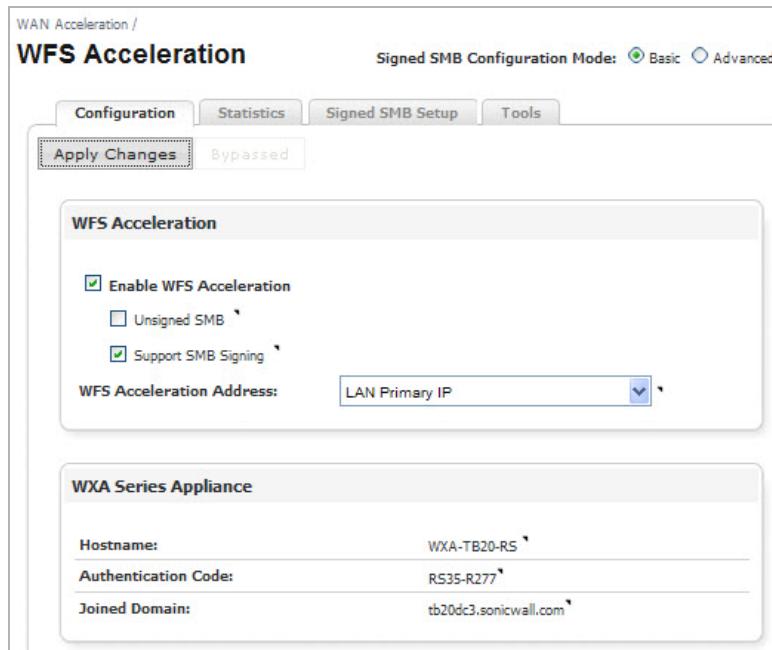 WAN Acceleration /
WFS Acceleration
Signed SMB Configuration Mode: Basic Advanced
Configuration Statistics Signed SMB Setup Tools
Apply Changes Bypassed
WFS Acceleration
Enable WFS Acceleration
Unsigned SMB
Support SMB Signing
WFS Acceleration Address: LAN Primary IP
WXA Series Appliance
Hostname: WXA-TB20-RS
Authentication Code: RS35-R277
Joined Domain: tb20dc3.sonicwall.com